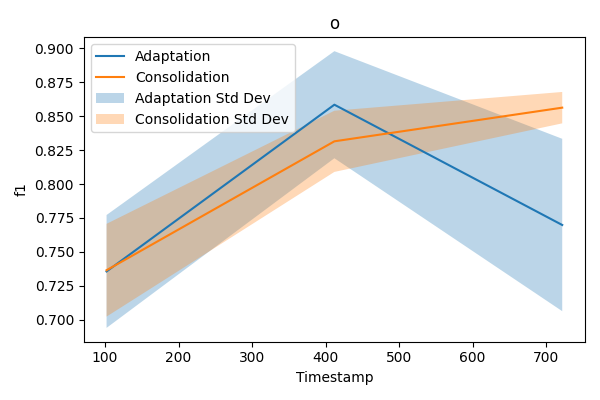 o
0.900
0.875
0.850
0.825
0.800
0.775
0.750
0.725
0.700
f1
Adaptation
Consolidation
Adaptation Std Dev
Consolidation Std Dev
100 200 300 400 500 600 700
Timestamp